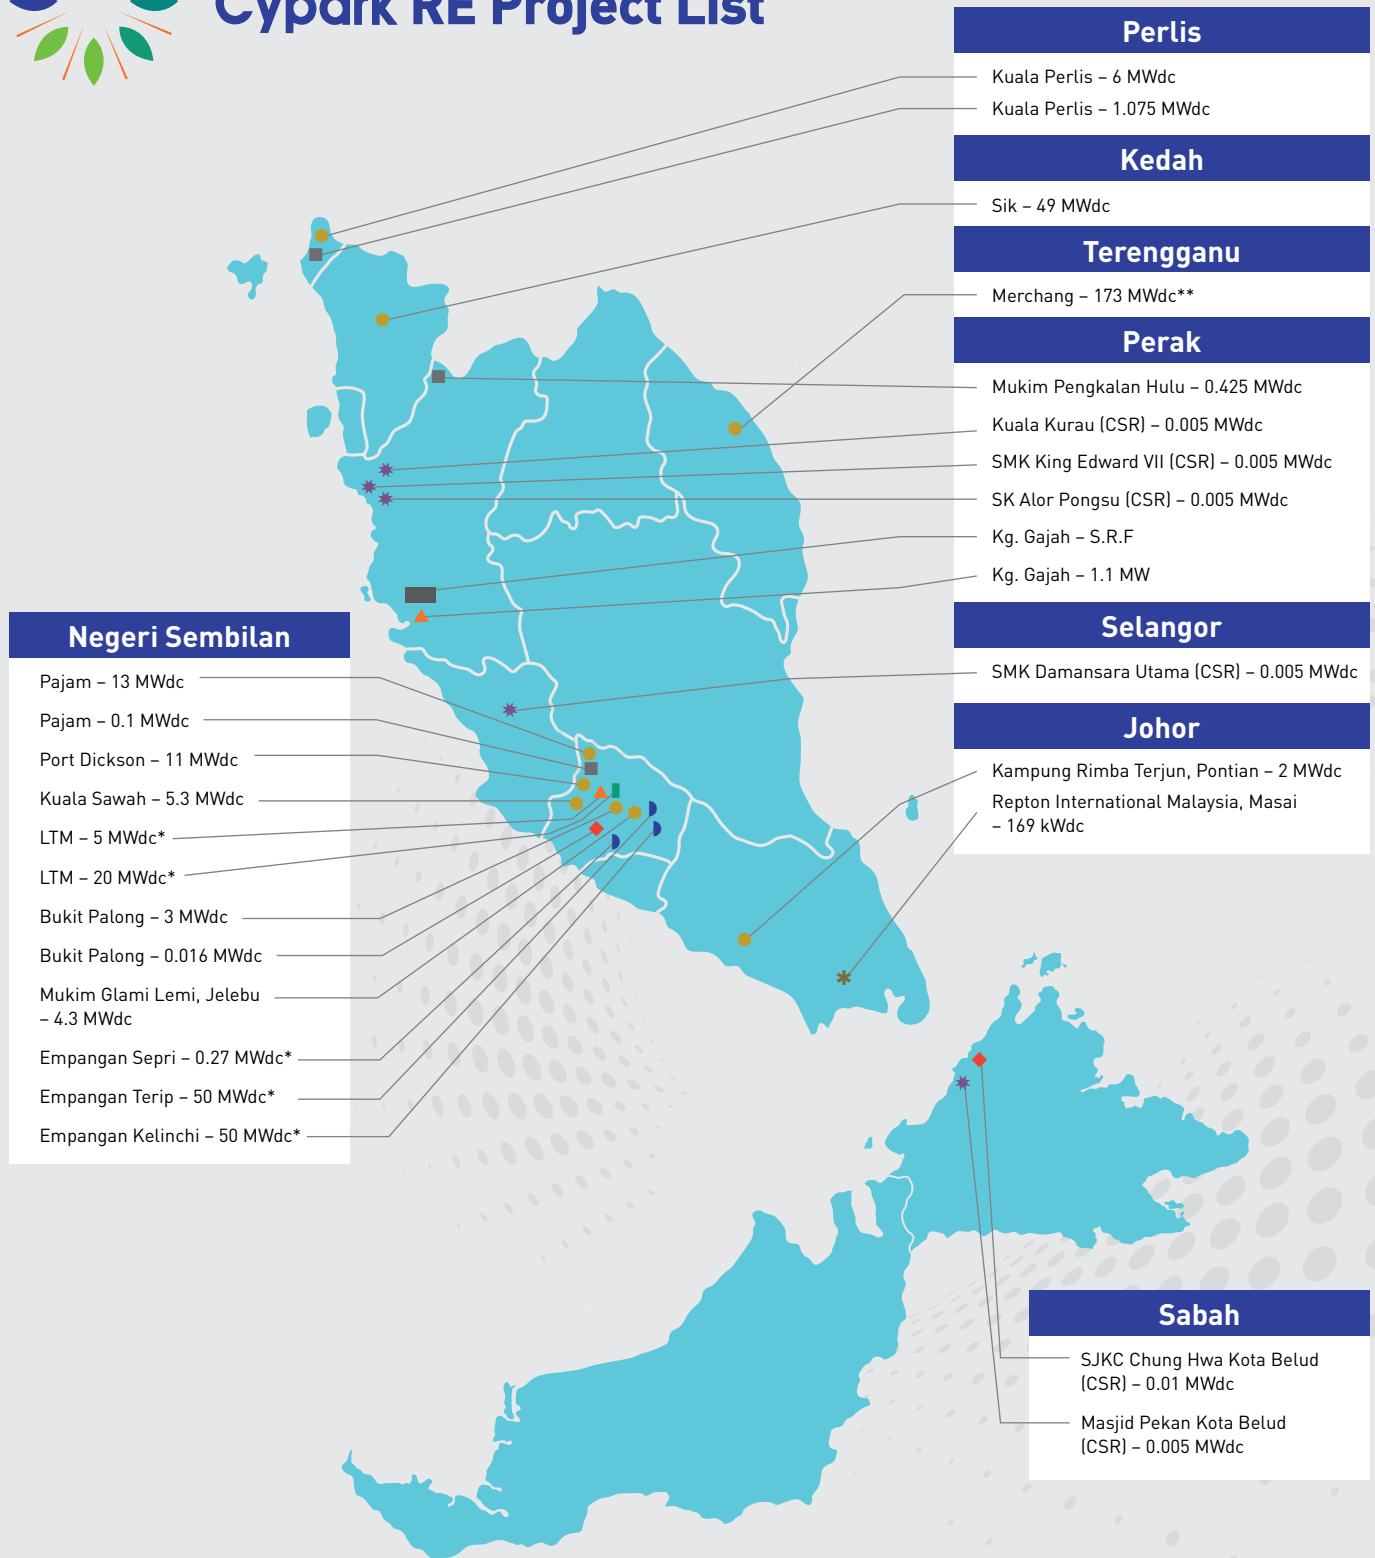 Cypark RE Project List
Perlis
Kuala Perlis – 6 MWdc
Kuala Perlis – 1.075 MWdc
Kedah
Sik – 49 MWdc
Terengganu
Merchang – 173 MWdc**
Perak
Mukim Pengkalan Hulu – 0.425 MWdc
Kuala Kurau (CSR) – 0.005 MWdc
SMK King Edward VII (CSR) – 0.005 MWdc
SK Alor Pongsu (CSR) – 0.005 MWdc
Kg. Gajah – S.R.F
Kg. Gajah – 1.1 MW
Selangor
SMK Damansara Utama (CSR) – 0.005 MWdc
Johor
Kampung Rimba Terjun, Pontian – 2 MWdc
Repton International Malaysia, Masai
– 169 kWdc
Negeri Sembilan
Pajam – 13 MWdc
Pajam – 0.1 MWdc
Port Dickson – 11 MWdc
Kuala Sawah – 5.3 MWdc
LTM – 5 MWdc*
LTM – 20 MWdc*
Bukit Palong – 3 MWdc
Bukit Palong – 0.016 MWdc
Mukim Glami Lemi, Jelebu
– 4.3 MWdc
Empangan Sepri – 0.27 MWdc*
Empangan Terip – 50 MWdc*
Empangan Kelinchi – 50 MWdc*
Sabah
SJKC Chung Hwa Kota Belud
(CSR) – 0.01 MWdc
Masjid Pekan Kota Belud
(CSR) – 0.005 MWdc